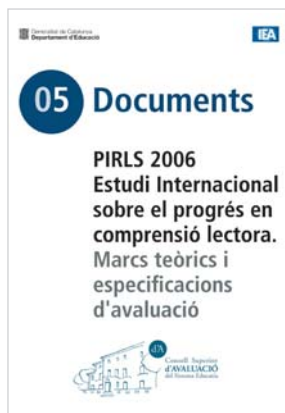 Generalitat de Catalunya
Departament d'Educació
IEA
05 Documents
PIRLS 2006
Estudi Internacional
sobre el progrés en
comprensió lectora.
Marcs teòrics i
especificacions
d'avaluació
d'A
Consell Superior
d'AVALUACIÓ
del Sistema Educatiu